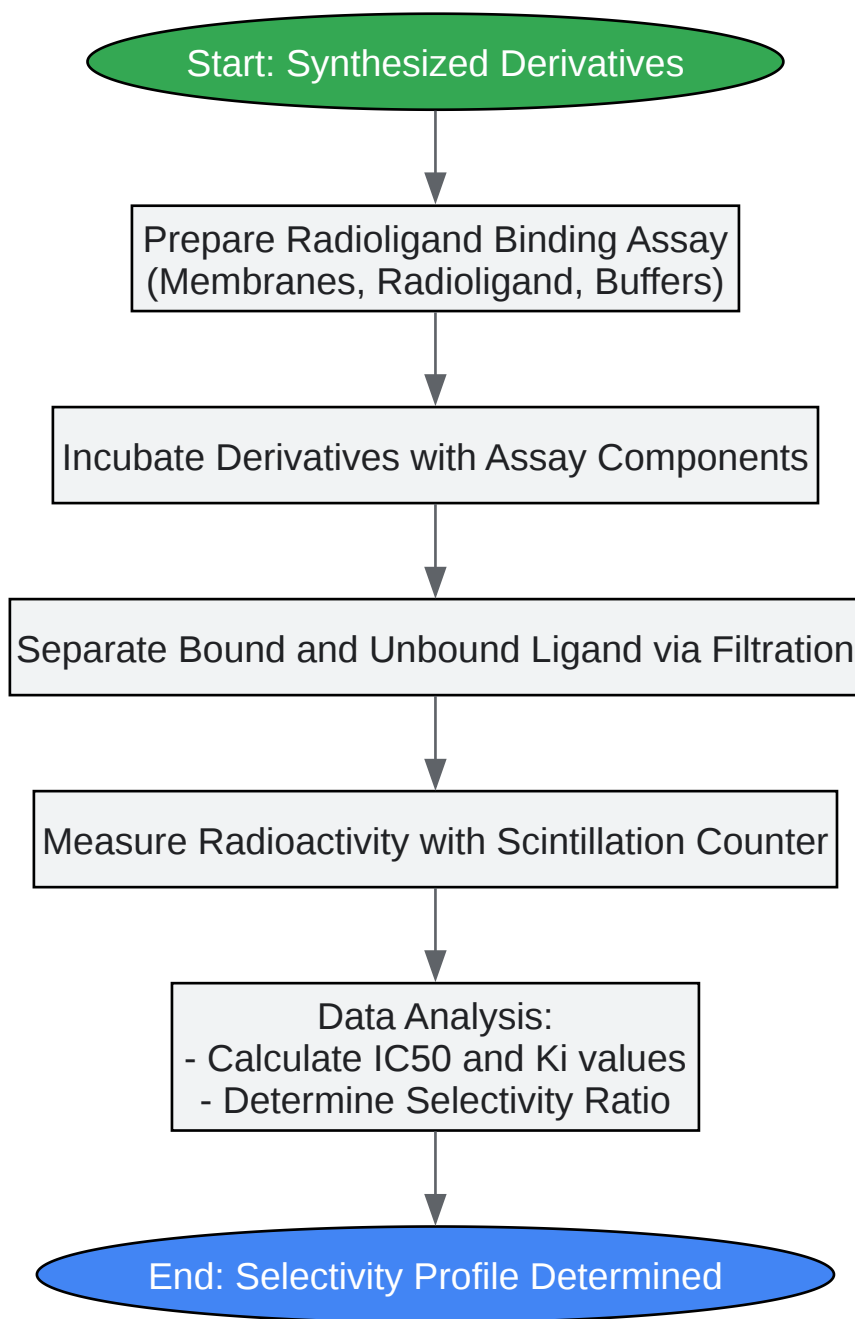 Start: Synthesized Derivatives
Prepare Radioligand Binding Assay
(Membranes, Radioligand, Buffers)
Incubate Derivatives with Assay Components
Separate Bound and Unbound Ligand via Filtration
Measure Radioactivity with Scintillation Counter
Data Analysis:
- Calculate IC50 and Ki values
- Determine Selectivity Ratio
End: Selectivity Profile Determined